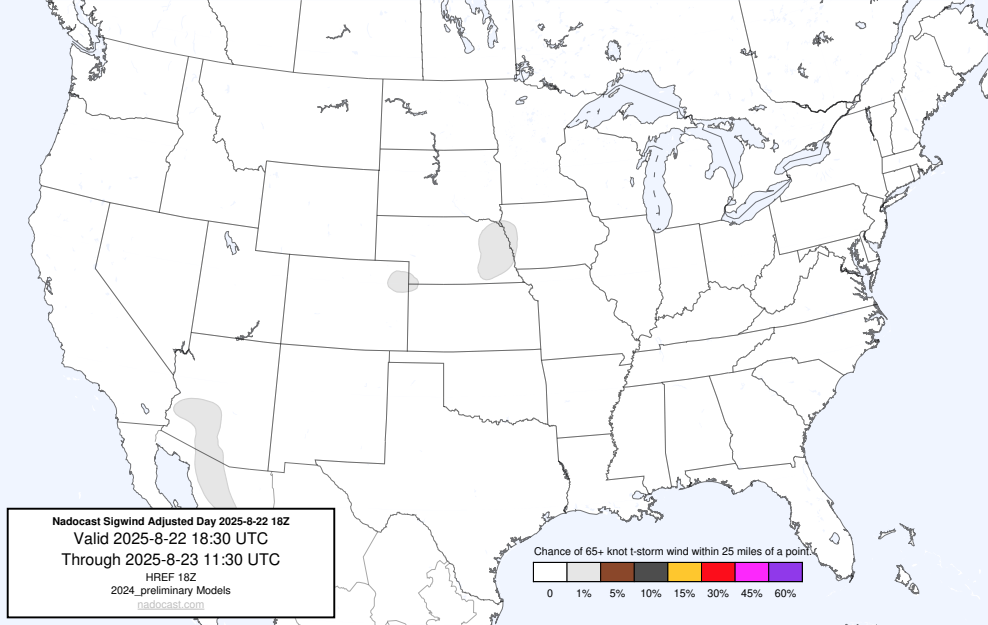 Nadocast Sigwind Adjusted Day 2025-8-22 18Z
Valid 2025-8-22 18:30 UTC
Through 2025-8-23 11:30 UTC
HREF 18Z
2024_preliminary Models
nadocast.com
Chance of 65+ knot t-storm wind within 25 miles of a point.
0 1% 5% 10% 15% 30% 45% 60%